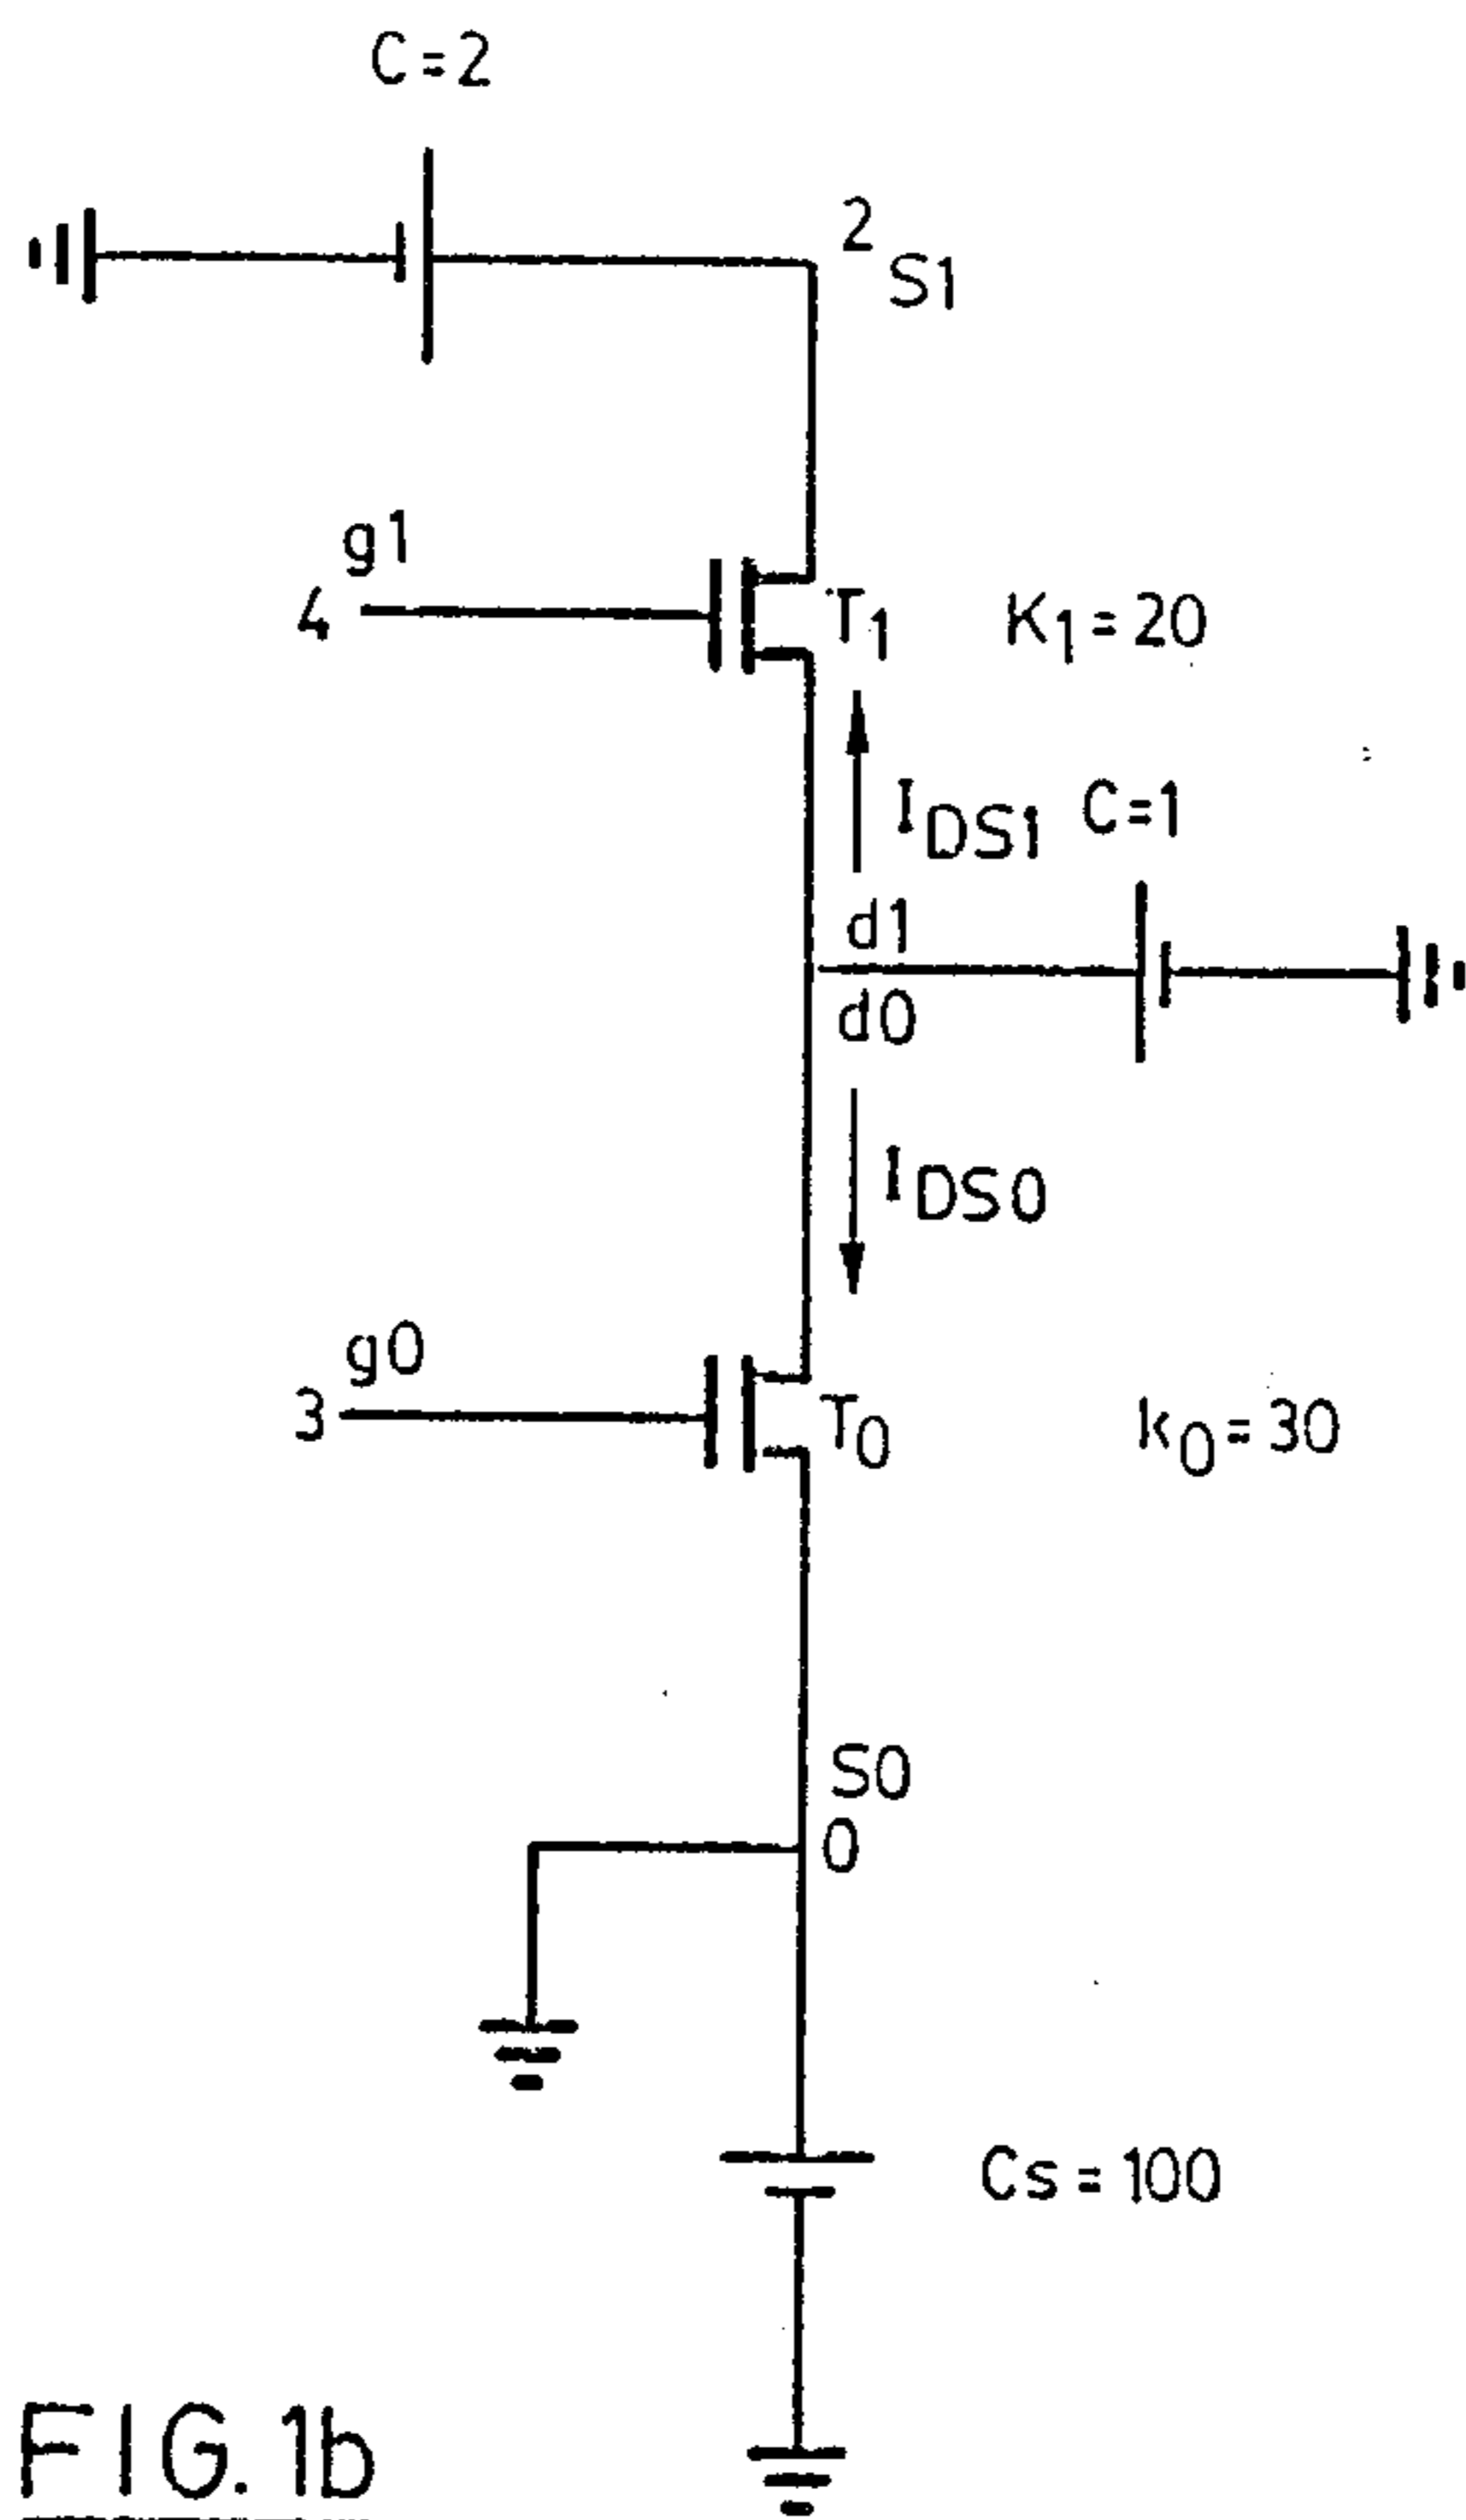 C=2
2
S1
g1
4
T1
K1=20
IDS1
C=1
d1
d0
IDS0
g0
3
T0
k0=30
S0
0
Cs=100
FIG.1b